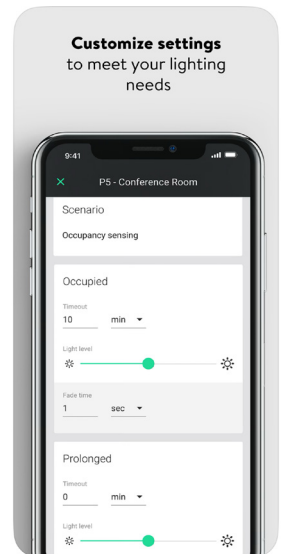 Customize settings
to meet your lighting
needs
9:41
P5 - Conference Room
Scenario
Occupancy sensing
Occupied
Timeout
10 min
Light level
Fade time
1 sec
Prolonged
Timeout
0 min
Light level